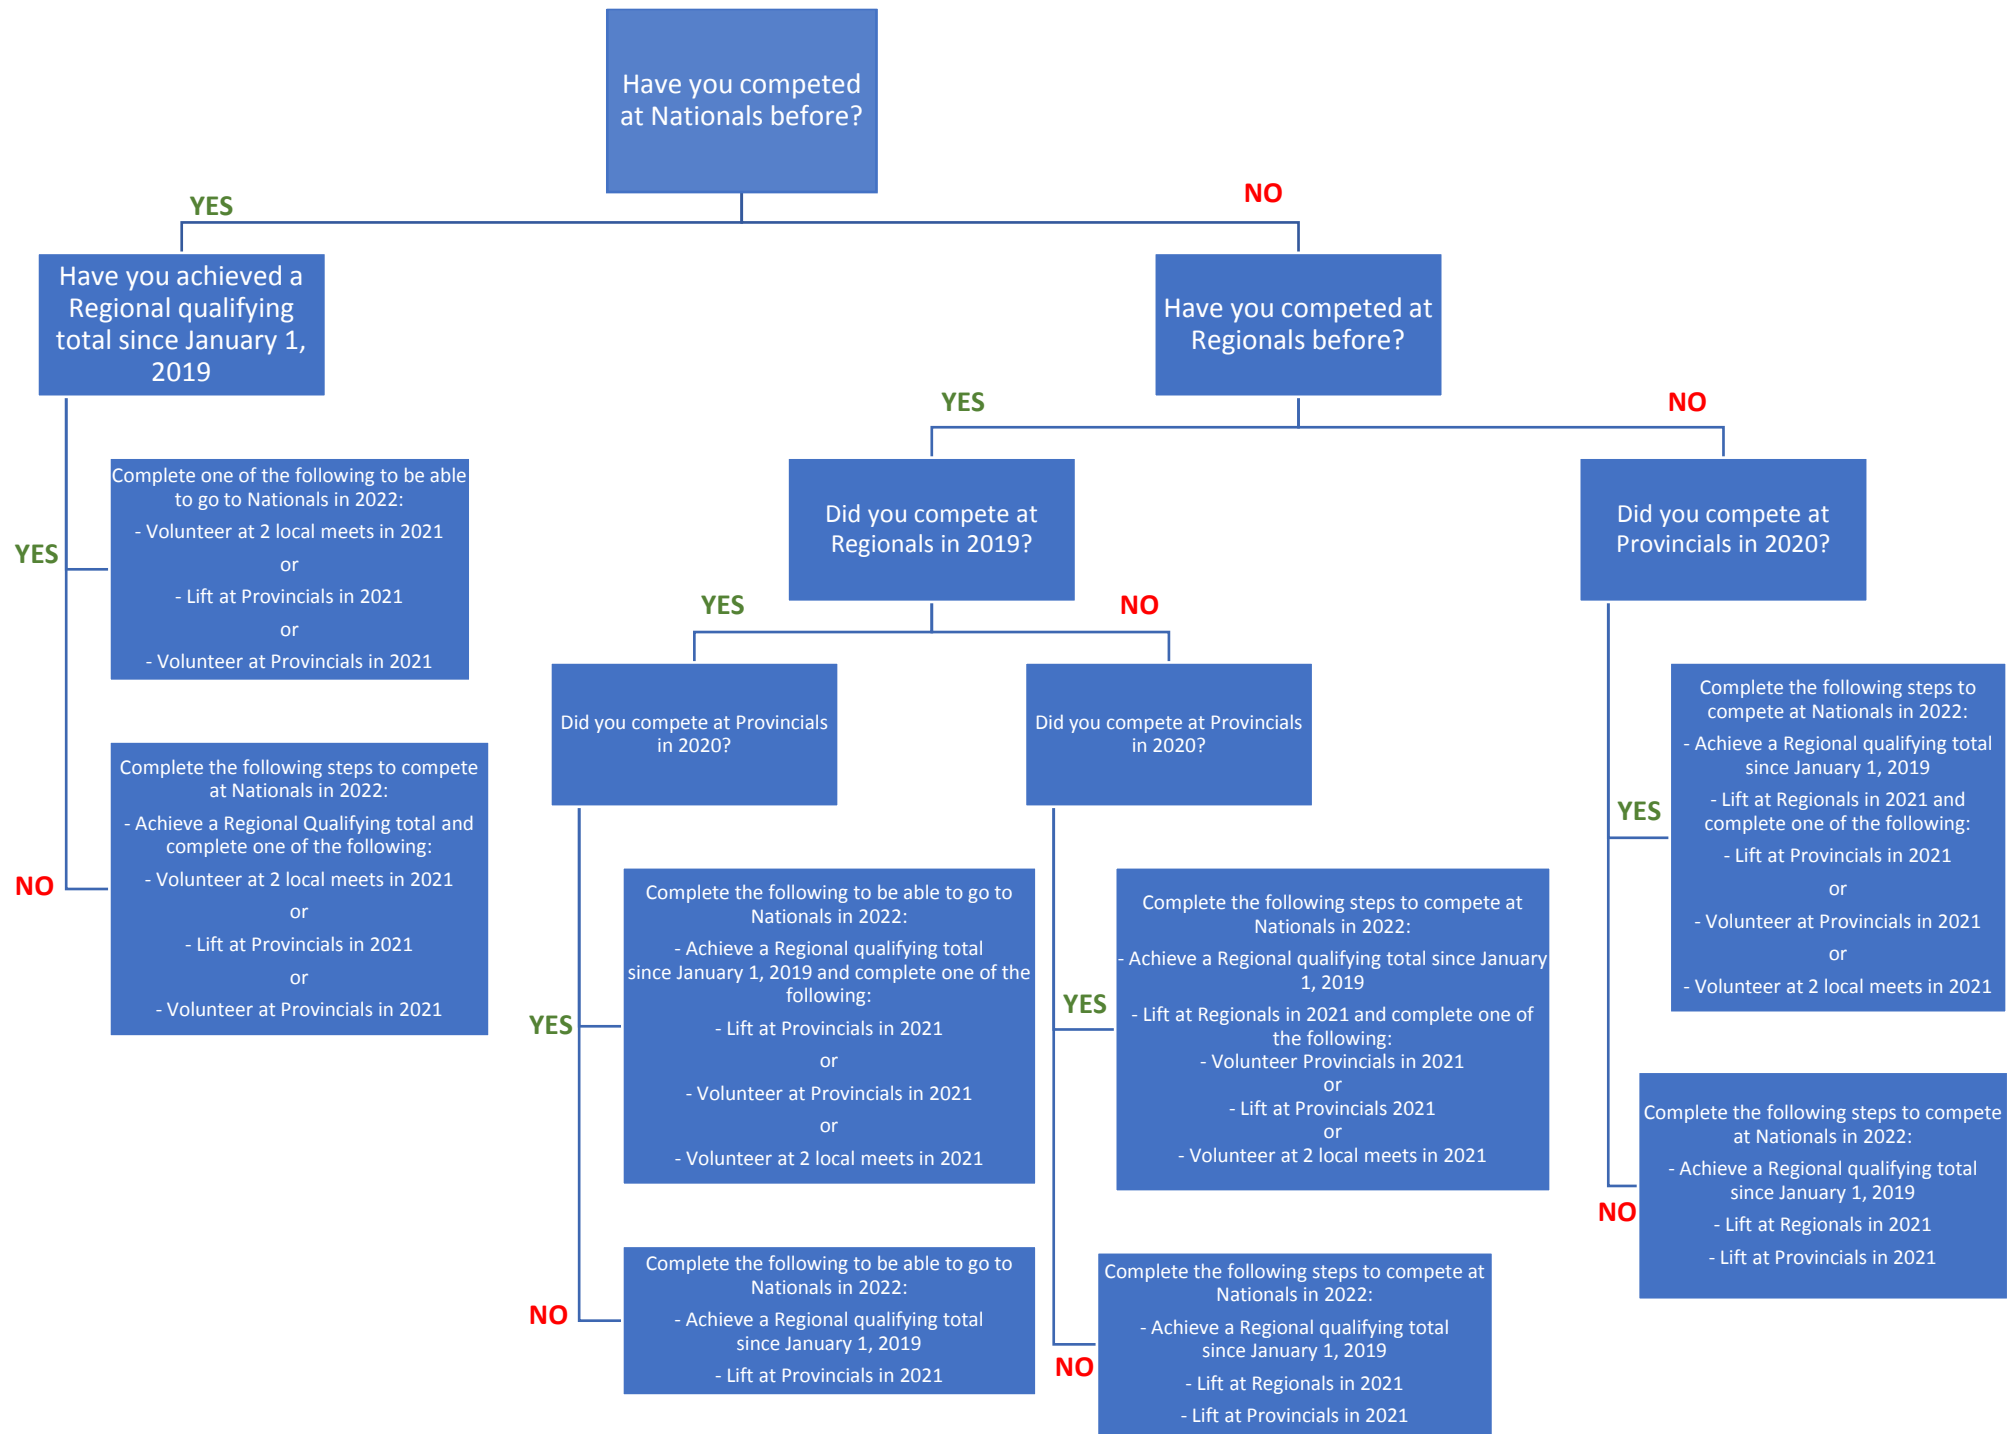 Have you competed
at Nationals before?
YES
NO
Have you achieved a
Regional qualifying
total since January 1,
2019
Have you competed at
Regionals before?
YES
NO
YES
Complete one of the following to be able
to go to Nationals in 2022:
- Volunteer at 2 local meets in 2021
or
- Lift at Provincials in 2021
or
- Volunteer at Provincials in 2021
NO
Complete the following steps to compete
at Nationals in 2022:
- Achieve a Regional Qualifying total and
complete one of the following:
- Volunteer at 2 local meets in 2021
or
- Lift at Provincials in 2021
or
- Volunteer at Provincials in 2021
Did you compete at
Regionals in 2019?
YES
NO
Did you compete at Provincials
in 2020?
YES
Complete the following to be able to go to
Nationals in 2022:
- Achieve a Regional qualifying total
since January 1, 2019 and complete one of the
following:
- Lift at Provincials in 2021
or
- Volunteer at Provincials in 2021
or
- Volunteer at 2 local meets in 2021
NO
Complete the following to be able to go to
Nationals in 2022:
- Achieve a Regional qualifying total
since January 1, 2019
- Lift at Provincials in 2021
Did you compete at Provincials
in 2020?
YES
Complete the following steps to compete at
Nationals in 2022:
- Achieve a Regional qualifying total since January
1, 2019
- Lift at Regionals in 2021 and complete one of
the following:
- Volunteer Provincials in 2021
or
- Lift at Provincials 2021
or
- Volunteer at 2 local meets in 2021
NO
Complete the following steps to compete at
Nationals in 2022:
- Achieve a Regional qualifying total
since January 1, 2019
- Lift at Regionals in 2021
- Lift at Provincials in 2021
Did you compete at
Provincials in 2020?
YES
Complete the following steps to
compete at Nationals in 2022:
- Achieve a Regional qualifying total
since January 1, 2019
- Lift at Regionals in 2021 and
complete one of the following:
- Lift at Provincials in 2021
or
- Volunteer at Provincials in 2021
or
- Volunteer at 2 local meets in 2021
NO
Complete the following steps to compete
at Nationals in 2022:
- Achieve a Regional qualifying total
since January 1, 2019
- Lift at Regionals in 2021
- Lift at Provincials in 2021